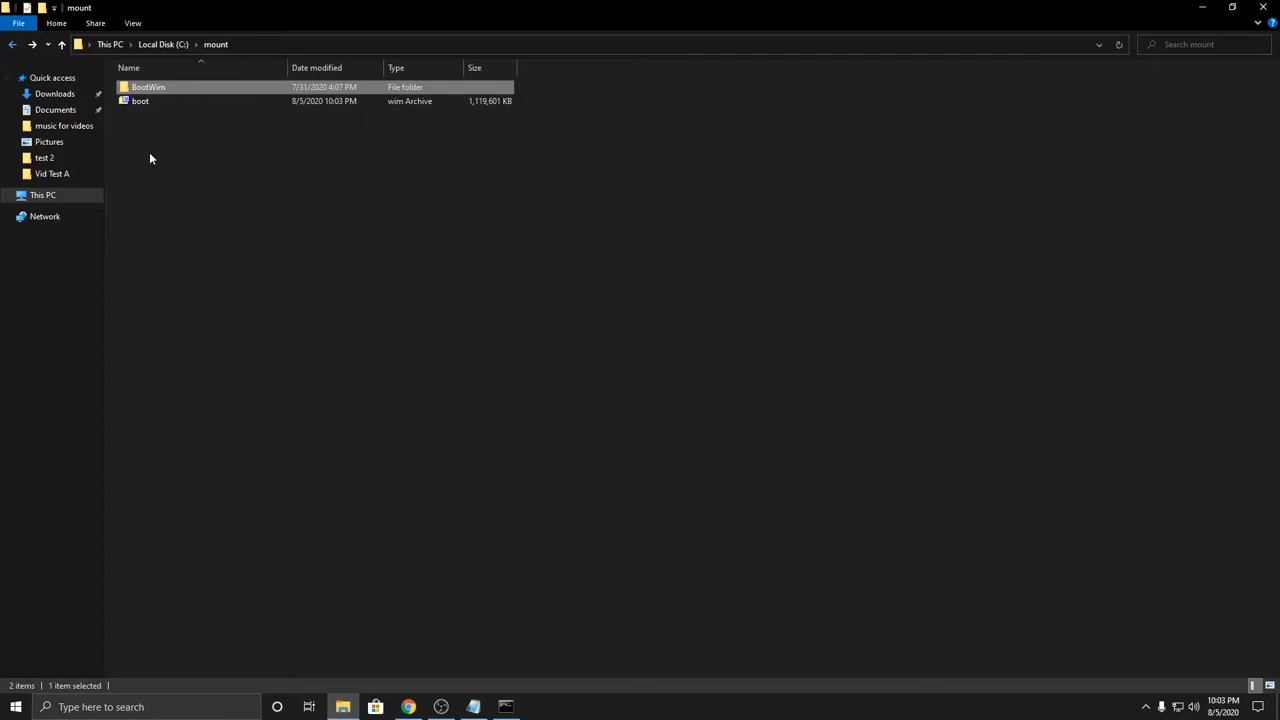 mount
File Home Share View
This PC Local Disk (C:) mount Search mount
Name Date modified Type Size
Quick access
BootWim 7/31/2020 4:07 PM File folder
Downloads
boot 8/5/2020 10:03 PM wim Archive 1,119,601 KB
Documents
music for videos
Pictures
test 2
Vid Test A
This PC
Network
2 items 1 item selected
Type here to search
10:03 PM
8/5/2020